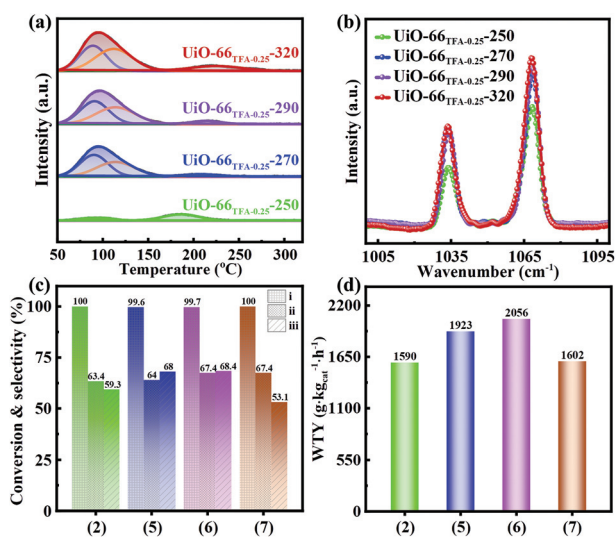 (a)
UiO-66TFA-0.25-320
UiO-66TFA-0.25-290
UiO-66TFA-0.25-270
UiO-66TFA-0.25-250
Intensity (a.u.)
50 100 150 200 250 300
Temperature (°C)
(b)
UiO-66TFA-0.25-250
UiO-66TFA-0.25-270
UiO-66TFA-0.25-290
UiO-66TFA-0.25-320
Intensity (a.u.)
1005 1035 1065 1095
Wavenumber (cm-1)
(c)
i
ii
iii
Conversion & selectivity (%)
100
75
50
25
0
100 63.4 59.3
99.6 64 68
99.7 67.4 68.4
100 67.4 53.1
(2) (5) (6) (7)
(d)
WTY (g·kgcat-1·h-1)
2200
1650
1100
550
0
1590 1923 2056 1602
(2) (5) (6) (7)